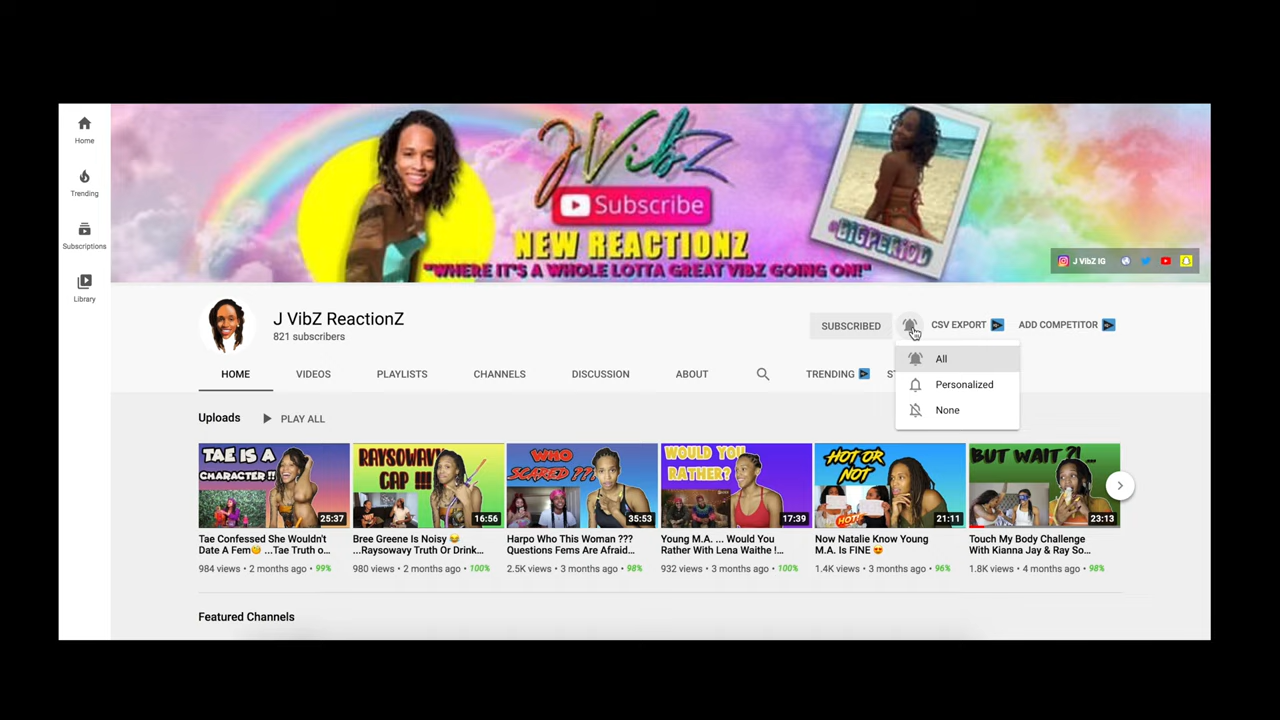 Home
Trending
Subscriptions
Library
JVibZ
Subscribe
NEW REACTIONZ
"WHERE IT'S A WHOLE LOTTA GREAT VIBZ GOING ON!"
@BIGPERIOD
J VibZ IG
J VibZ ReactionZ
821 subscribers
SUBSCRIBED
CSV EXPORT
ADD COMPETITOR
All
Personalized
None
HOME
VIDEOS
PLAYLISTS
CHANNELS
DISCUSSION
ABOUT
TRENDING
Uploads
PLAY ALL
TAE IS A
CHARACTER!!
25:37
Tae Confessed She Wouldn't
Date A Fem🤔 ...Tae Truth o...
984 views • 2 months ago • 99%
RAYSOWAVY
CAP !!!
16:56
Bree Greene Is Noisy 😂
...Raysowavy Truth Or Drink...
980 views • 2 months ago • 100%
WHO
SCARED???
35:53
Harpo Who This Woman ???
Questions Fems Are Afraid...
2.5K views • 3 months ago • 98%
WOULD YOU
RATHER?
17:39
Young M.A. ... Would You
Rather With Lena Waithe !...
932 views • 3 months ago • 100%
HOT OR
NOT
HOT!
21:11
Now Natalie Know Young
M.A. Is FINE 😍
1.4K views • 3 months ago • 96%
BUT WAIT ?! ...
23:13
Touch My Body Challenge
With Kianna Jay & Ray So...
1.8K views • 4 months ago • 98%
Featured Channels